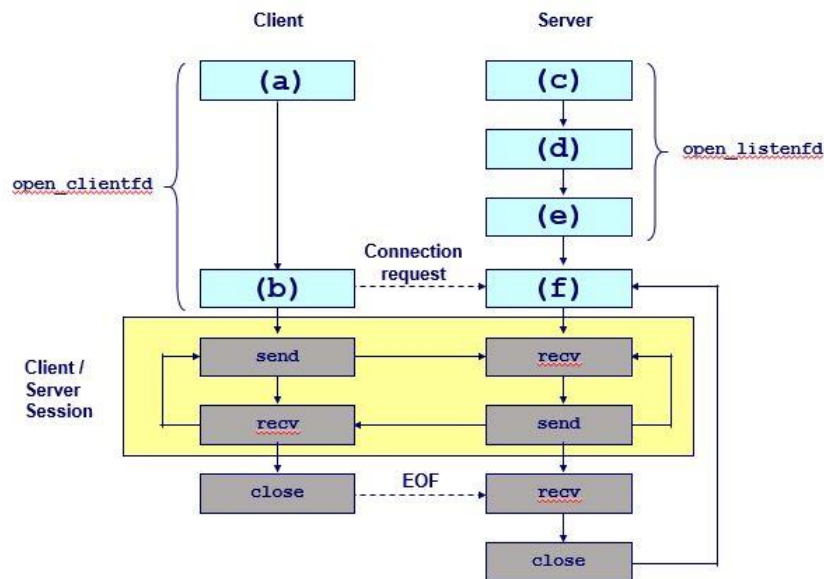 Client
Server
(a)
(c)
(d)
open_listenfd
open_clientfd
(e)
Connection
request
(b)
(f)
Client /
Server
Session
send
recv
recv
send
close
EOF
recv
close